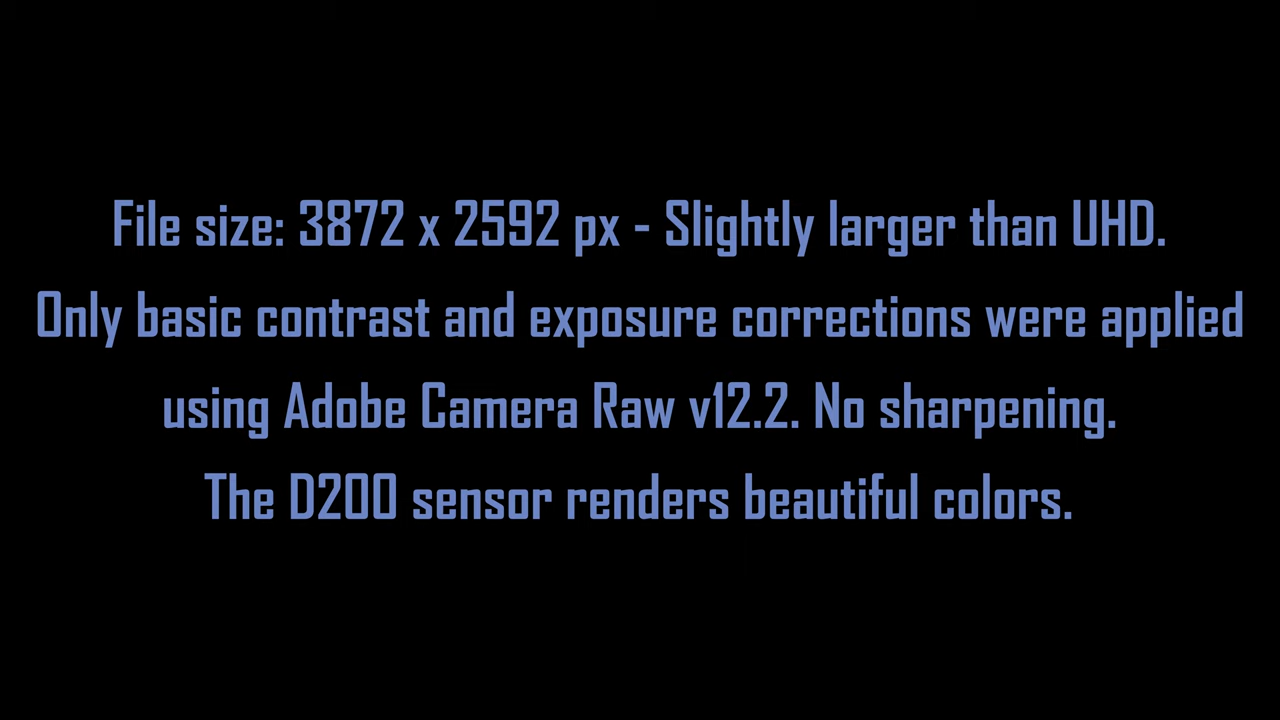 File size: 3872 x 2592 px - Slightly larger than UHD.
Only basic contrast and exposure corrections were applied
using Adobe Camera Raw v12.2. No sharpening.
The D200 sensor renders beautiful colors.